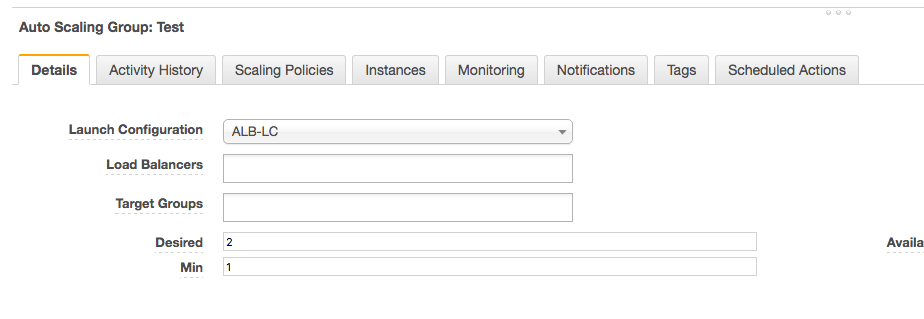 Auto Scaling Group: Test
Details Activity History Scaling Policies Instances Monitoring Notifications Tags Scheduled Actions
Launch Configuration ALB-LC
Load Balancers
Target Groups
Desired 2 Availa
Min 1